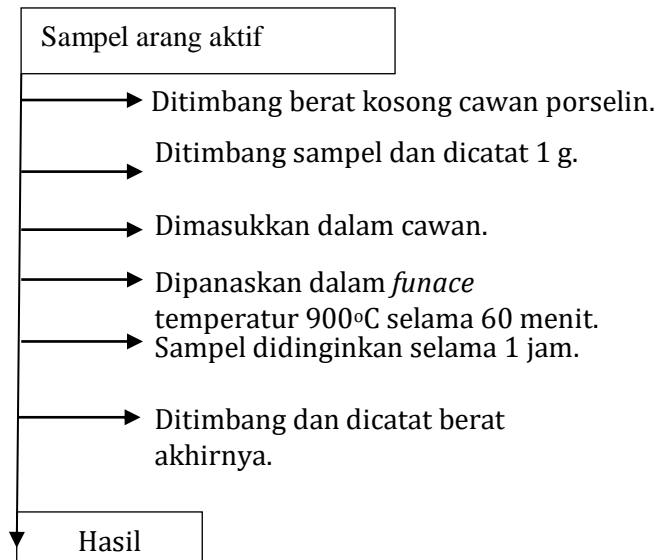 Sampel arang aktif
Ditimbang berat kosong cawan porselin.
Ditimbang sampel dan dicatat 1 g.
Dimasukkan dalam cawan.
Dipanaskan dalam funace
temperatur 900°C selama 60 menit.
Sampel didinginkan selama 1 jam.
Ditimbang dan dicatat berat
akhirnya.
Hasil